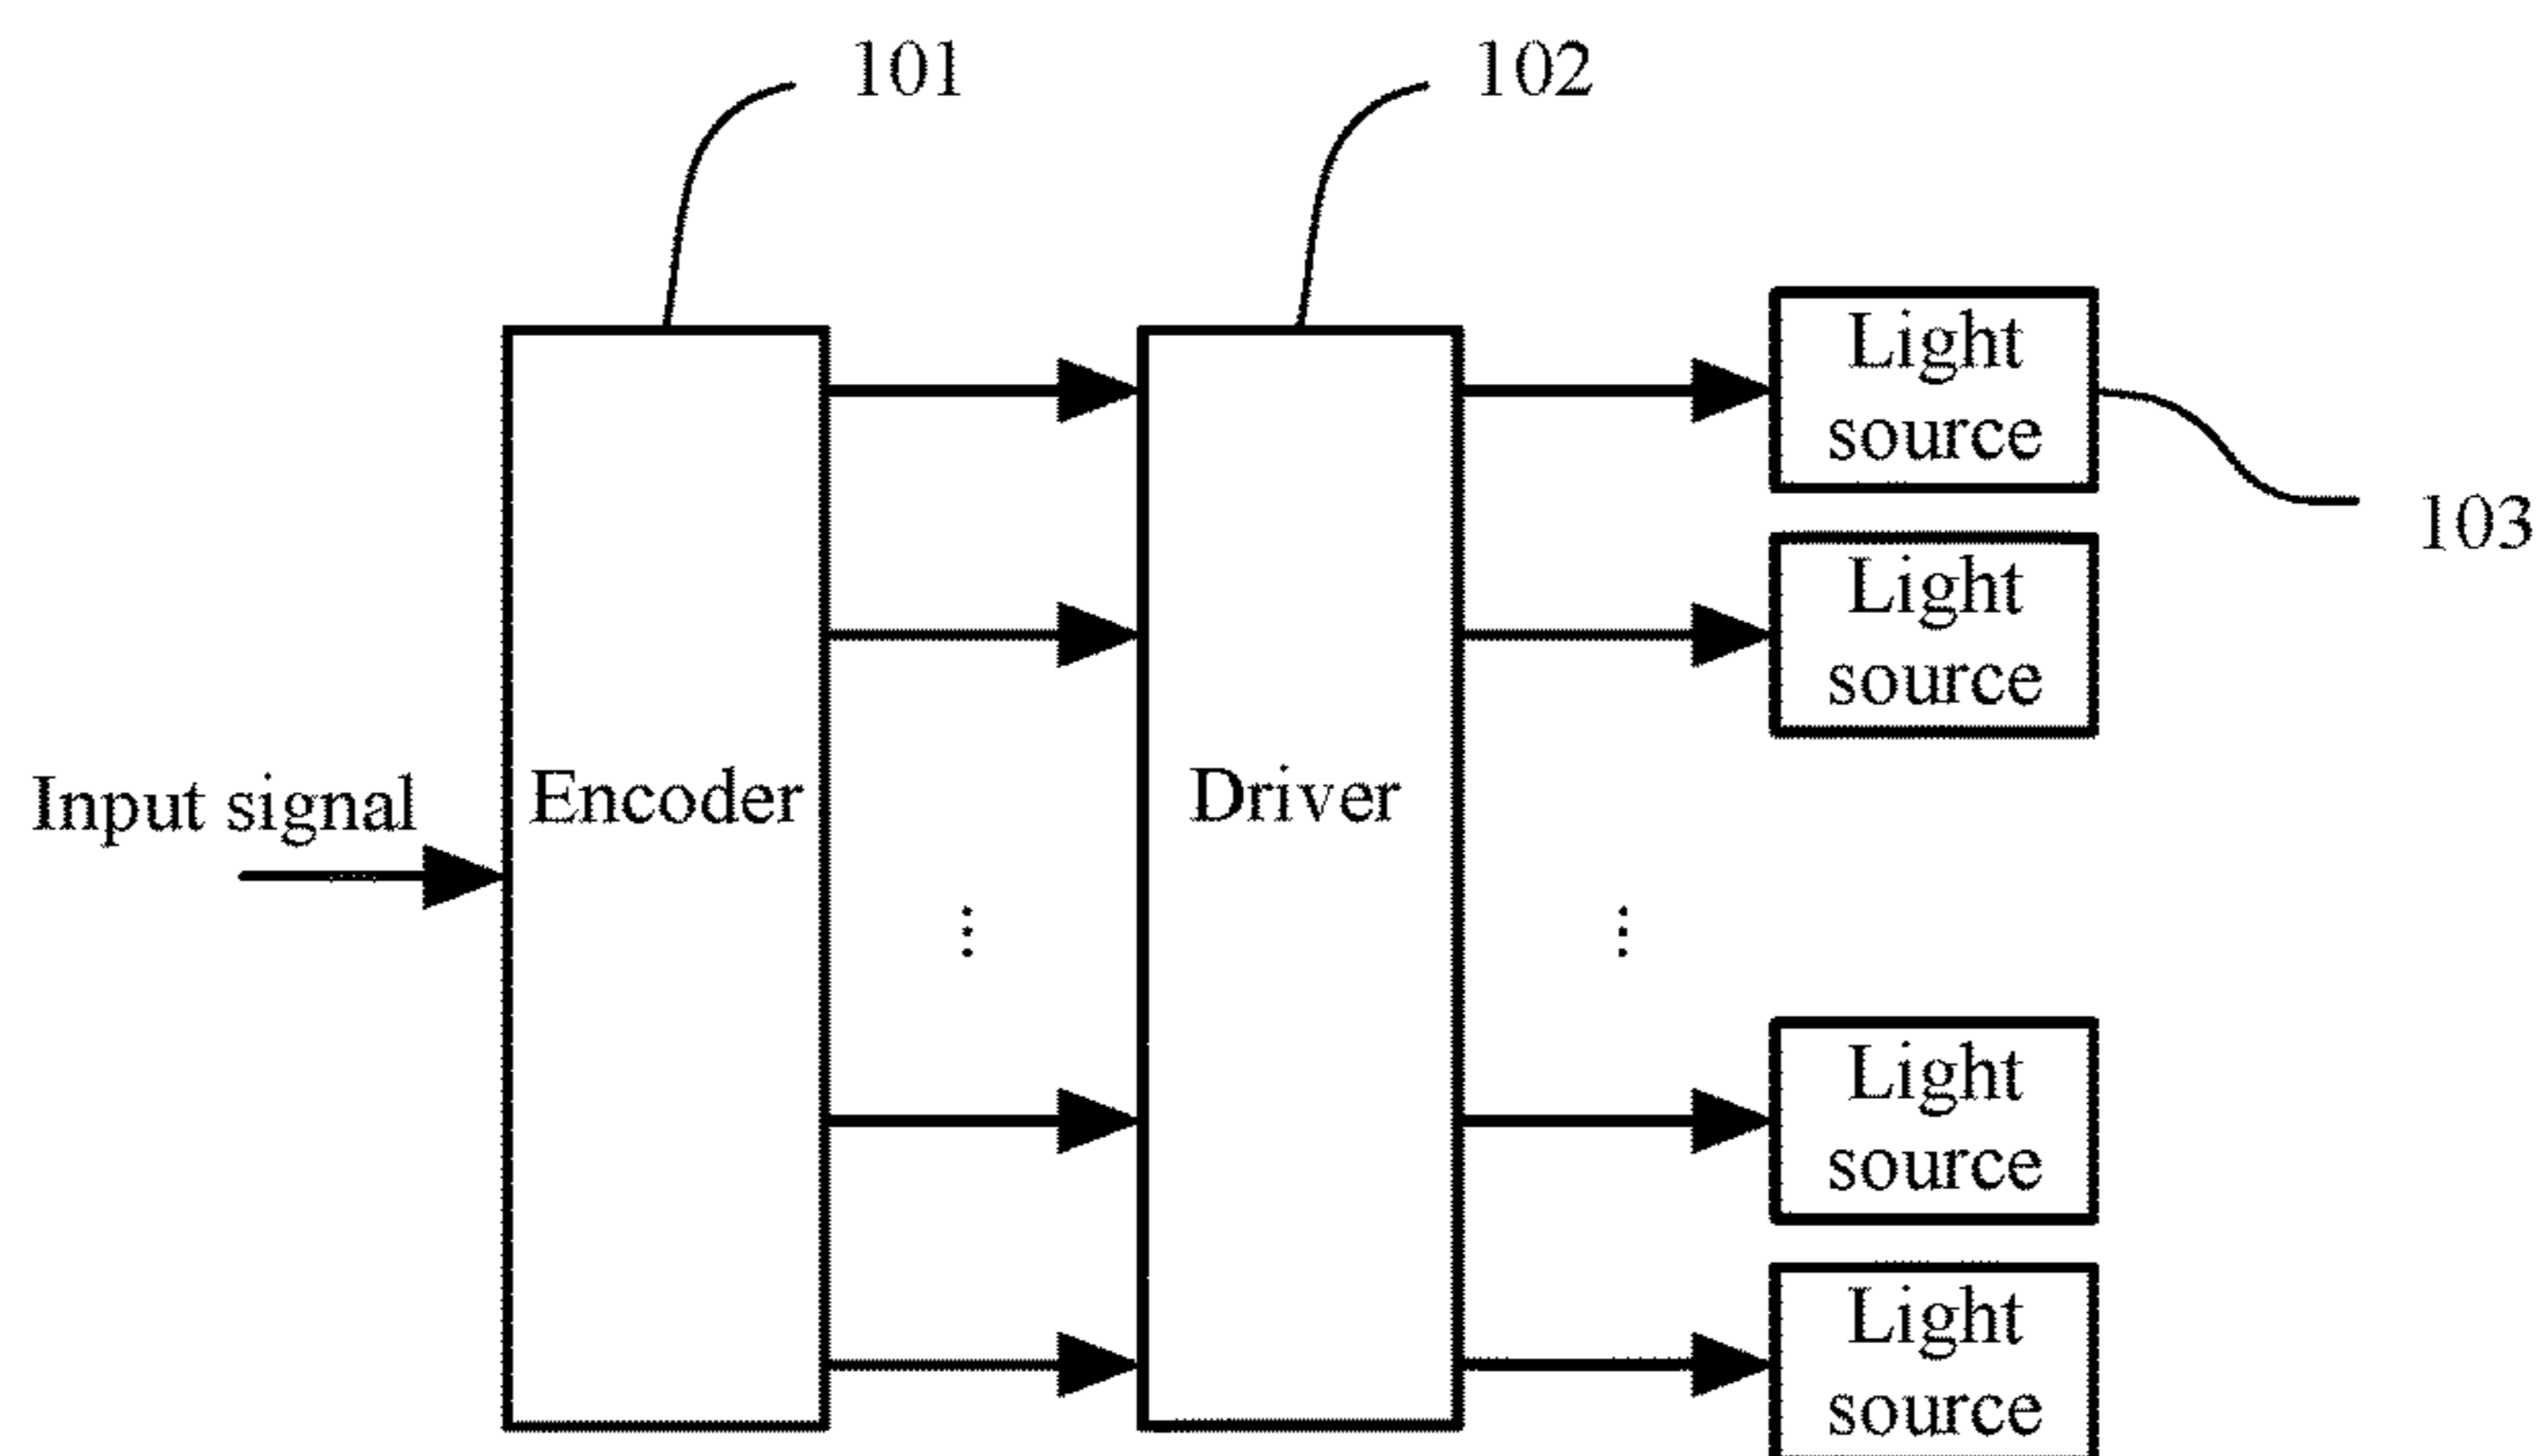 101
102
Light
source
103
Light
source
Input signal
Encoder
Driver
Light
source
Light
source